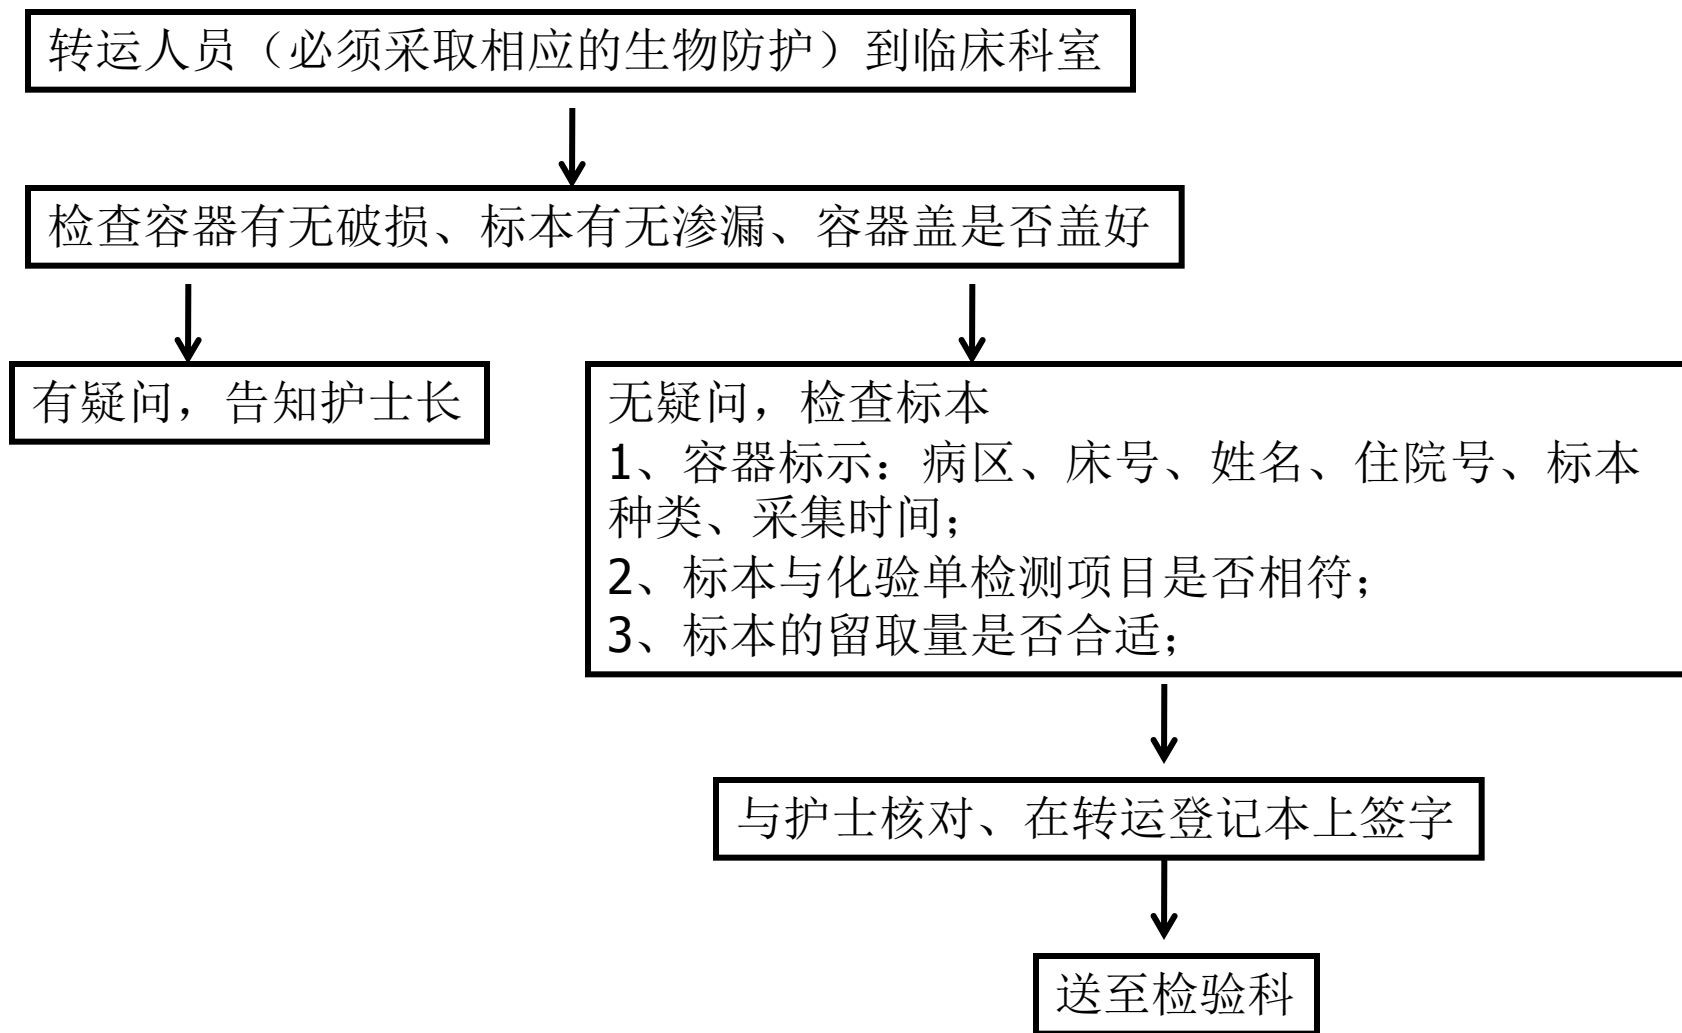 转运人员（必须采取相应的生物防护）到临床科室
检查容器有无破损、标本有无渗漏、容器盖是否盖好
有疑问，告知护士长
无疑问，检查标本
1、容器标示：病区、床号、姓名、住院号、标本
种类、采集时间；
2、标本与化验单检测项目是否相符；
3、标本的留取量是否合适；
与护士核对、在转运登记本上签字
送至检验科